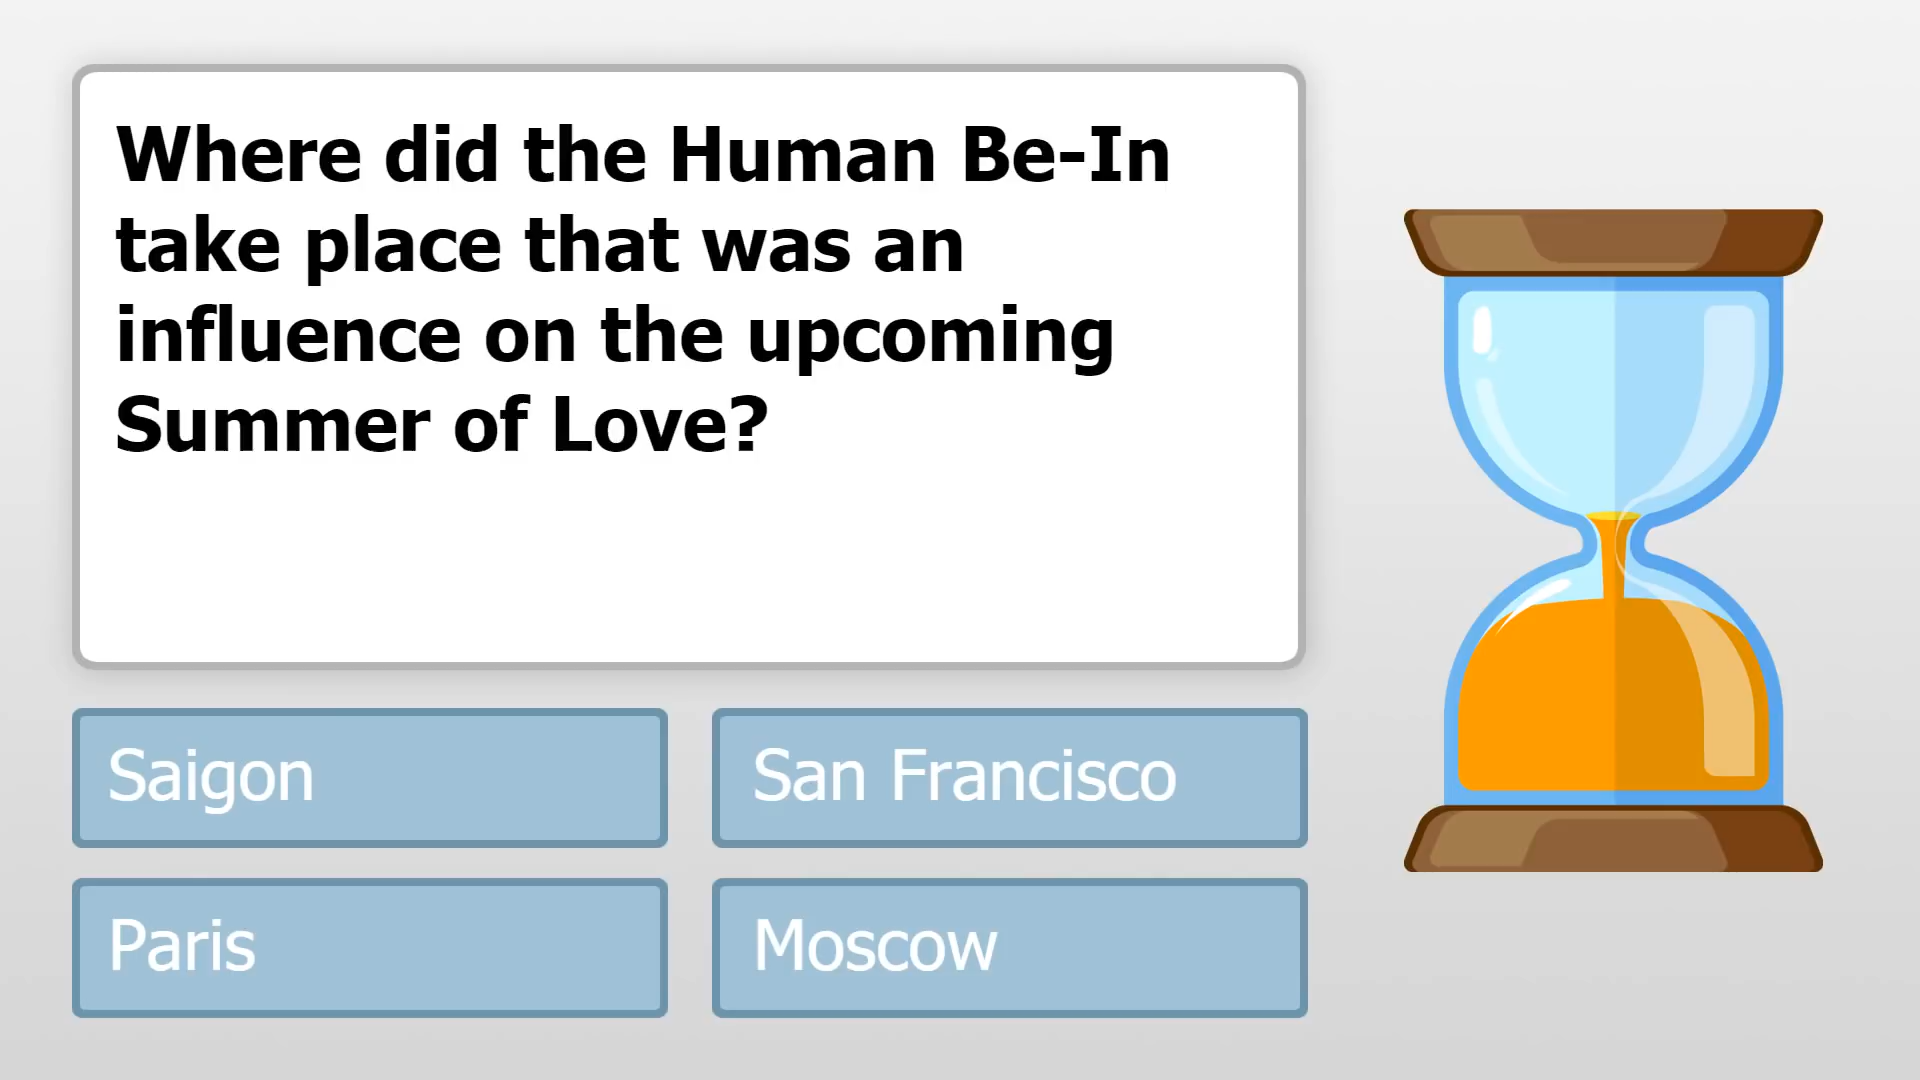 Where did the Human Be-In
take place that was an
influence on the upcoming
Summer of Love?
Saigon
San Francisco
Paris
Moscow